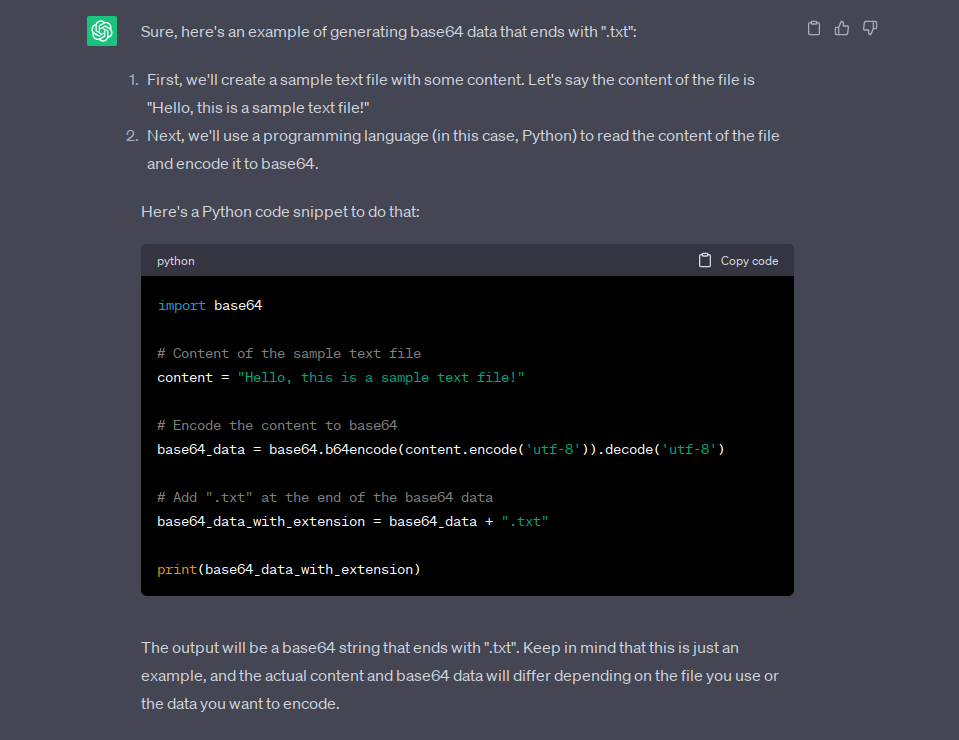 Sure, here's an example of generating base64 data that ends with ".txt":
1. First, we'll create a sample text file with some content. Let's say the content of the file is
"Hello, this is a sample text file!"
2. Next, we'll use a programming language (in this case, Python) to read the content of the file
and encode it to base64.
Here's a Python code snippet to do that:
python
Copy code
import base64
# Content of the sample text file
content = "Hello, this is a sample text file!"
# Encode the content to base64
base64_data = base64.b64encode(content.encode('utf-8')).decode('utf-8')
# Add ".txt" at the end of the base64 data
base64_data_with_extension = base64_data + ".txt"
print(base64_data_with_extension)
The output will be a base64 string that ends with ".txt". Keep in mind that this is just an
example, and the actual content and base64 data will differ depending on the file you use or
the data you want to encode.